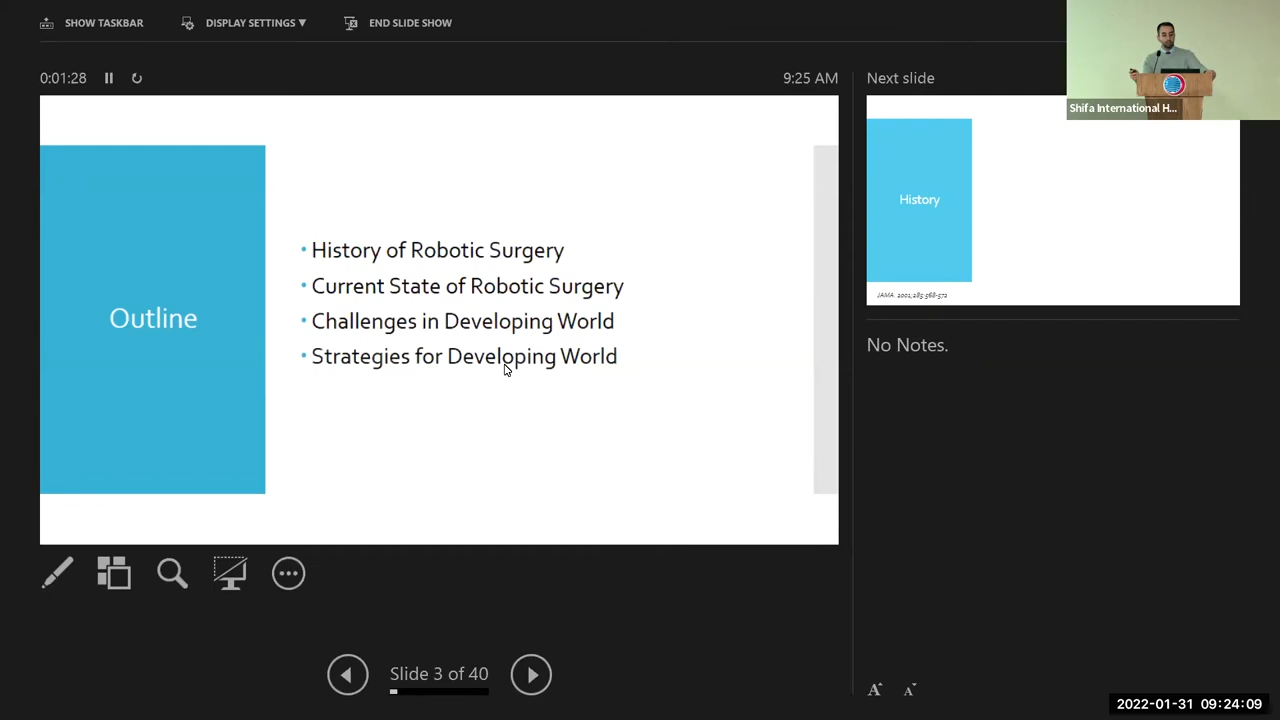 SHOW TASKBAR
DISPLAY SETTINGS ▼
END SLIDE SHOW
0:01:28
9:25 AM
Next slide
Shifa International H...
Outline
• History of Robotic Surgery
• Current State of Robotic Surgery
• Challenges in Developing World
• Strategies for Developing World
History
JAMA. 2001;285:568-572
No Notes.
Slide 3 of 40
A A
2022-01-31 09:24:09